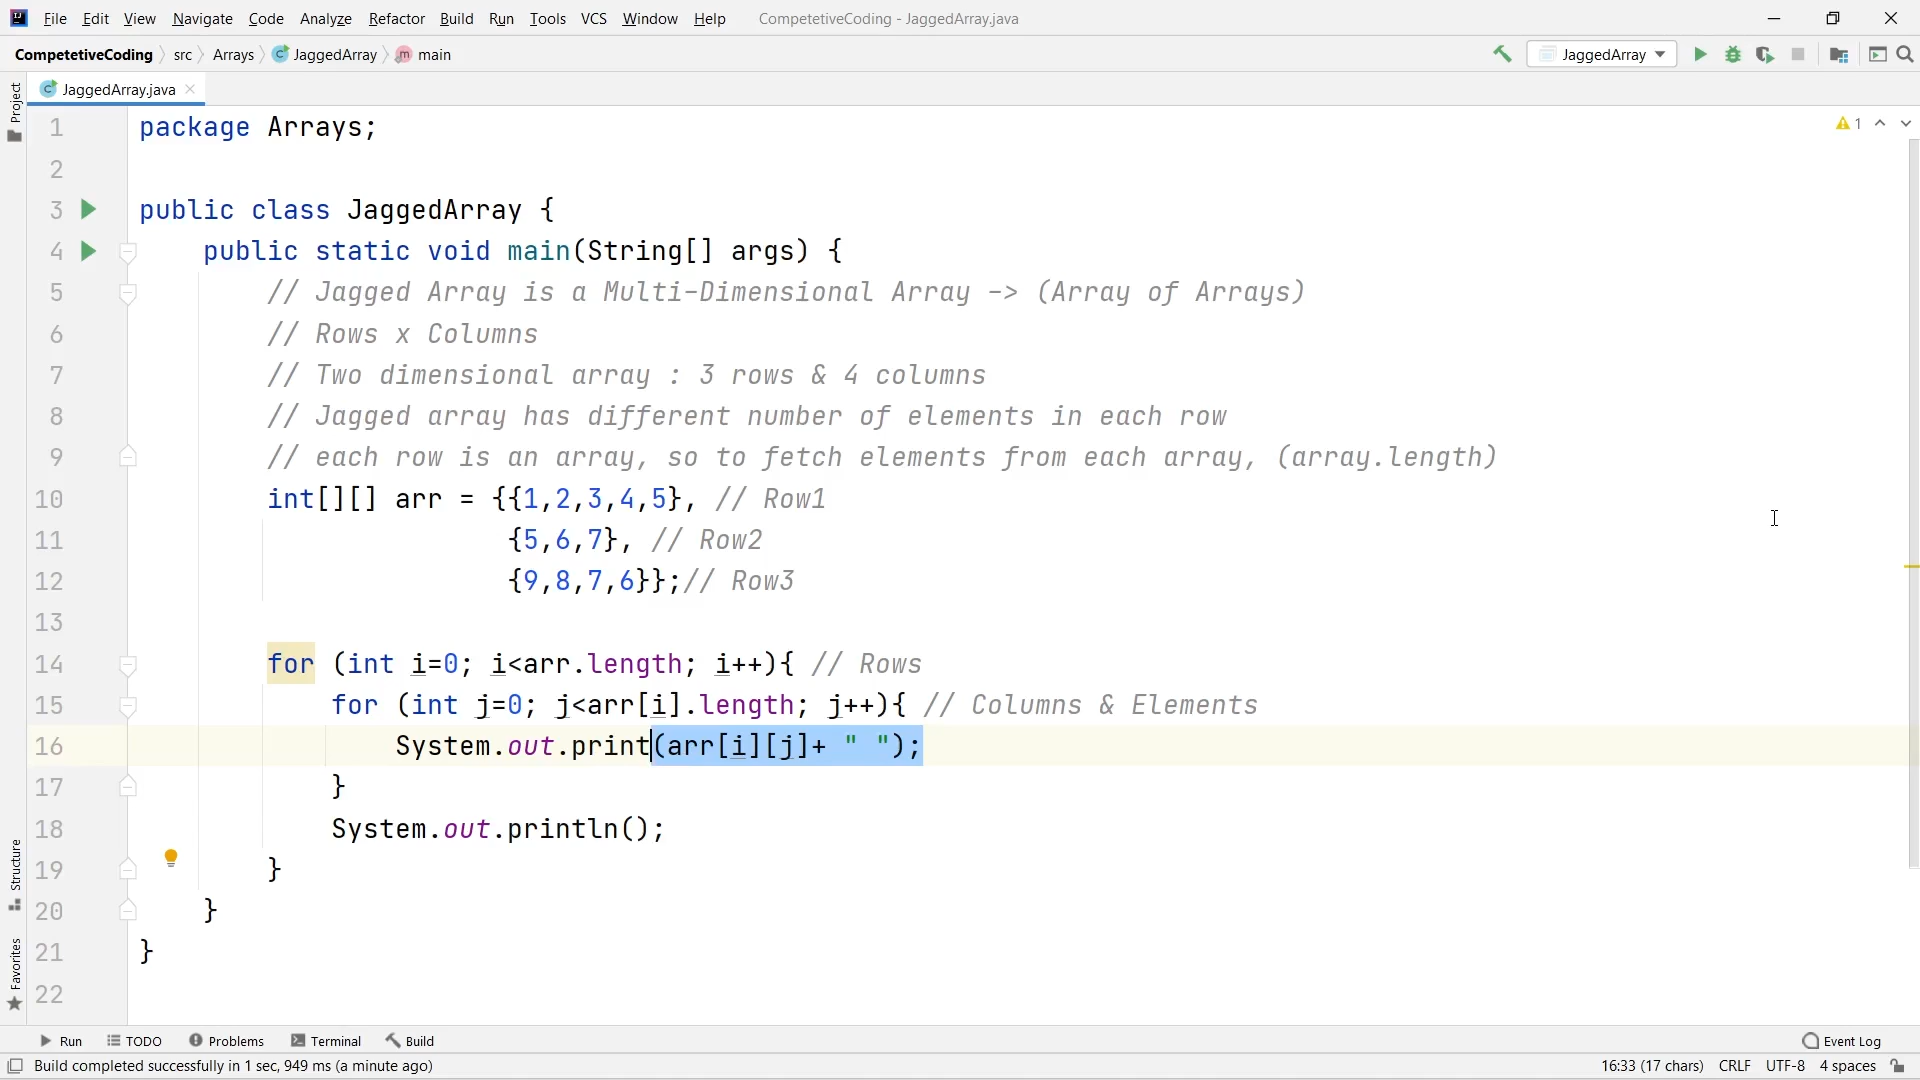 File Edit View Navigate Code Analyze Refactor Build Run Tools VCS Window Help CompetetiveCoding - JaggedArray.java
CompetetiveCoding src Arrays JaggedArray main JaggedArray
JaggedArray.java
Project
1 package Arrays;
1
2
3 public class JaggedArray {
4 public static void main(String[] args) {
5 // Jagged Array is a Multi-Dimensional Array -> (Array of Arrays)
6 // Rows x Columns
7 // Two dimensional array : 3 rows & 4 columns
8 // Jagged array has different number of elements in each row
9 // each row is an array, so to fetch elements from each array, (array.length)
10 int[][] arr = {{1,2,3,4,5}, // Row1
11 {5,6,7}, // Row2
12 {9,8,7,6}};// Row3
13
14 for (int i=0; i<arr.length; i++){ // Rows
15 for (int j=0; j<arr[i].length; j++){ // Columns & Elements
16 System.out.print(arr[i][j]+ " ");
17 }
18 System.out.println();
19 }
20 }
21 }
22
Structure
Favorites
Run TODO Problems Terminal Build Event Log
Build completed successfully in 1 sec, 949 ms (a minute ago) 16:33 (17 chars) CRLF UTF-8 4 spaces